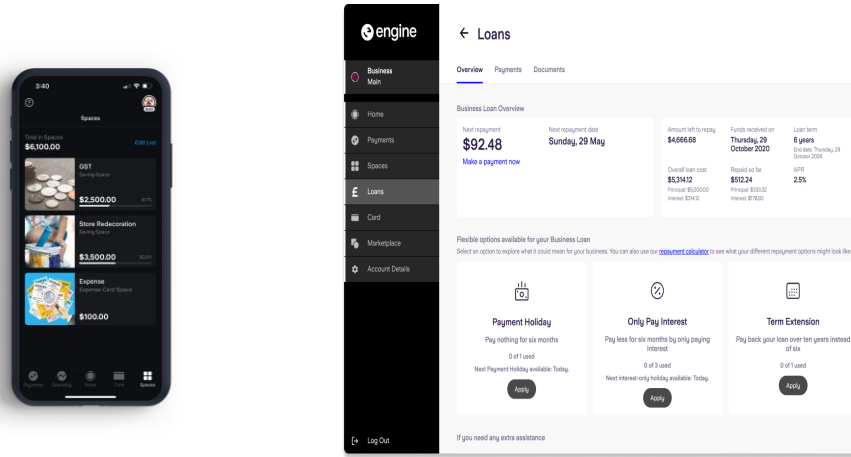 3:40
Spaces
Total in Spaces
$6,100.00
Edit List
GST
Saving Space
$2,500.00
Store Redecoration
Saving Space
$3,500.00
Expense
Expense Card Space
$100.00
Payments Spending Home Card Spaces
engine
Business
Main
Home
Payments
Spaces
Loans
Card
Marketplace
Account Details
Log Out
← Loans
Overview Payments Documents
Business Loan Overview
Next repayment
$92.48
Make a payment now
Next repayment date
Sunday, 29 May
Amount left to repay
$4,666.68
Funds received on
Thursday, 29
October 2020
Loan term
6 years
End date: Thursday, 29
October 2026
Overall loan cost
$5,314.12
Principal: $5,000.00
Interest: $314.12
Repaid so far
$512.24
Principal: $333.32
Interest: $178.92
APR
2.5%
Flexible options available for your Business Loan
Select an option to explore what it could mean for your business. You can also use our repayment calculator to see what your different repayment options might look like.
Payment Holiday
Pay nothing for six months
0 of 1 used
Next Payment Holiday available: Today.
Apply
Only Pay Interest
Pay less for six months by only paying
interest
0 of 3 used
Next interest-only holiday available: Today.
Apply
Term Extension
Pay back your loan over ten years instead
of six
0 of 1 used
Apply
If you need any extra assistance